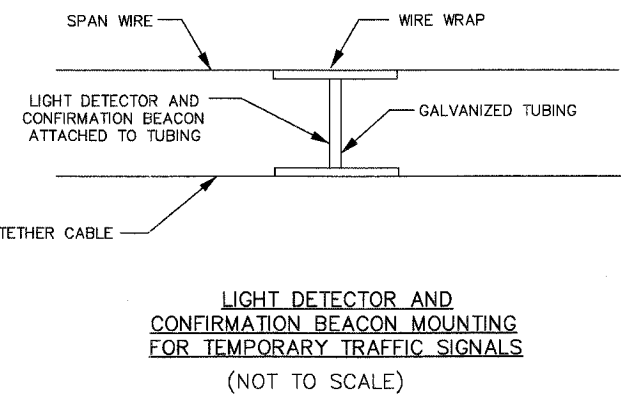 SPAN WIRE
WIRE WRAP
LIGHT DETECTOR AND
CONFIRMATION BEACON
ATTACHED TO TUBING
GALVANIZED TUBING
TETHER CABLE
LIGHT DETECTOR AND
CONFIRMATION BEACON MOUNTING
FOR TEMPORARY TRAFFIC SIGNALS
(NOT TO SCALE)